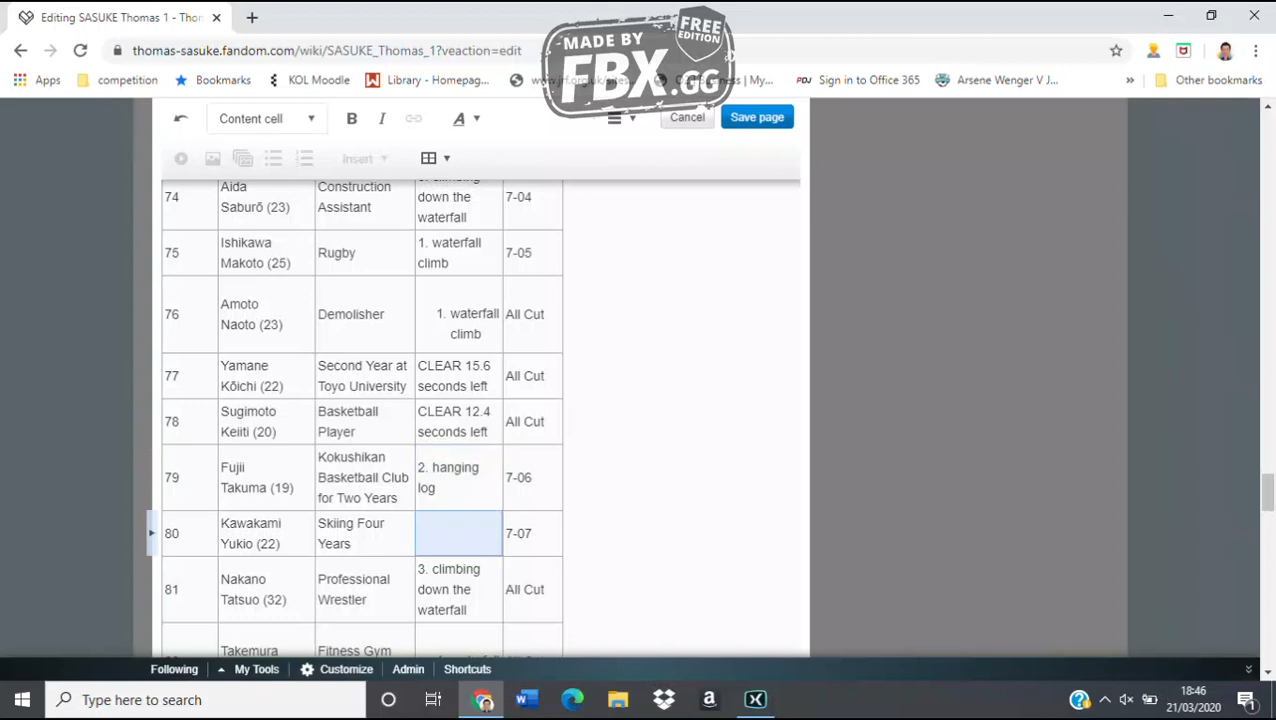 Editing SASUKE Thomas 1 - Thor
thomas-sasuke.fandom.com/wiki/SASUKE_Thomas_1?veaction=edit
MADE BY
FREE
EDITION
FBX.GG
Apps
competition
Bookmarks
KOL Moodle
Library - Homepag...
www.jrf.org.uk/sites...
Sign in to Office 365
Arsene Wenger V J...
»
Other bookmarks
Content cell
B
I
A
Cancel
Save page
Insert
74
Aida
Saburō (23)
Construction
Assistant
down the
waterfall
7-04
75
Ishikawa
Makoto (25)
Rugby
1. waterfall
climb
7-05
76
Amoto
Naoto (23)
Demolisher
1. waterfall
climb
All Cut
77
Yamane
Kōichi (22)
Second Year at
Toyo University
CLEAR 15.6
seconds left
All Cut
78
Sugimoto
Keiiti (20)
Basketball
Player
CLEAR 12.4
seconds left
All Cut
79
Fujii
Takuma (19)
Kokushikan
Basketball Club
for Two Years
2. hanging
log
7-06
80
Kawakami
Yukio (22)
Skiing Four
Years
7-07
81
Nakano
Tatsuo (32)
Professional
Wrestler
3. climbing
down the
waterfall
All Cut
Takemura
Fitness Gym
Following
My Tools
Customize
Admin
Shortcuts
Type here to search
18:46
21/03/2020
1